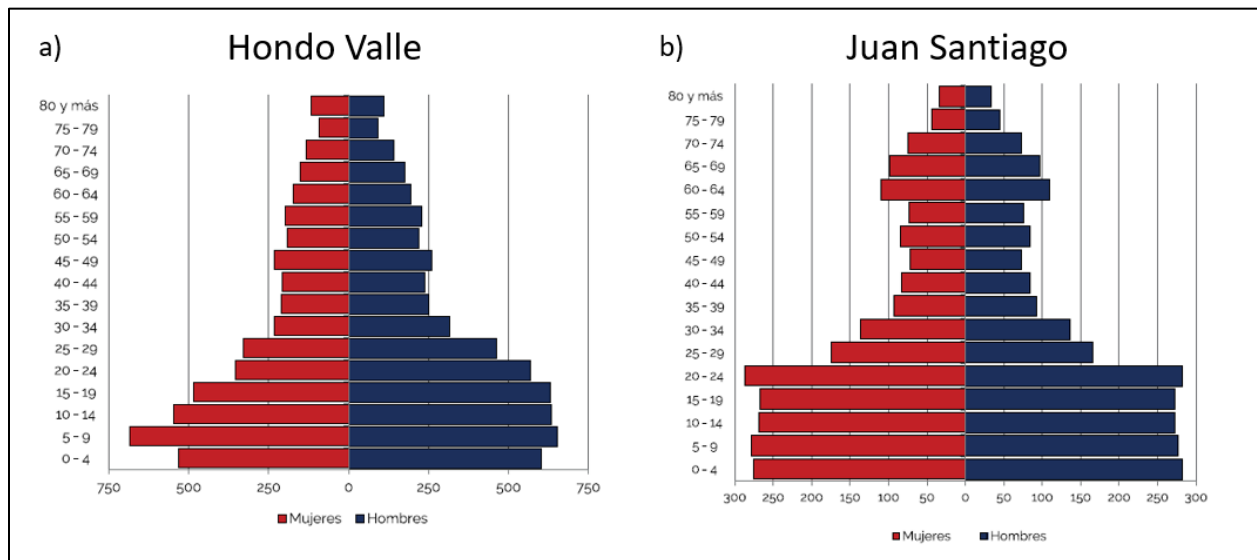 a) Hondo Valle
80 y más
75 – 79
70 – 74
65 – 69
60 – 64
55 – 59
50 – 54
45 – 49
40 – 44
35 – 39
30 – 34
25 – 29
20 – 24
15 – 19
10 – 14
5 – 9
0 – 4
750 500 250 0 250 500 750
Mujeres Hombres
b) Juan Santiago
80 y más
75 – 79
70 – 74
65 – 69
60 – 64
55 – 59
50 – 54
45 – 49
40 – 44
35 – 39
30 – 34
25 – 29
20 – 24
15 – 19
10 – 14
5 – 9
0 – 4
300 250 200 150 100 50 0 50 100 150 200 250 300
Mujeres Hombres